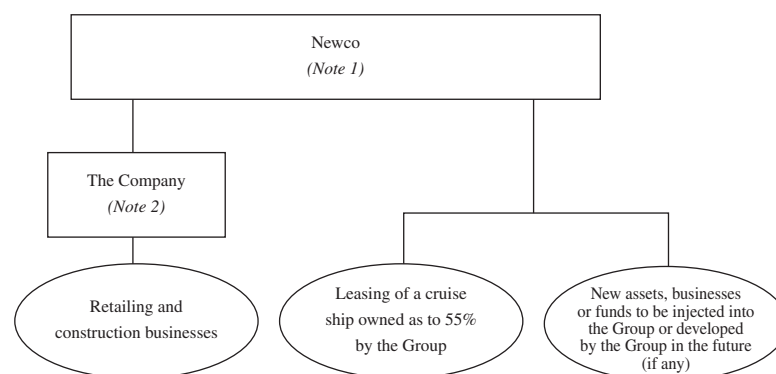 Newco
(Note 1)
The Company
(Note 2)
Retailing and
construction businesses
Leasing of a cruise
ship owned as to 55%
by the Group
New assets, businesses
or funds to be injected into
the Group or developed
by the Group in the future
(if any)